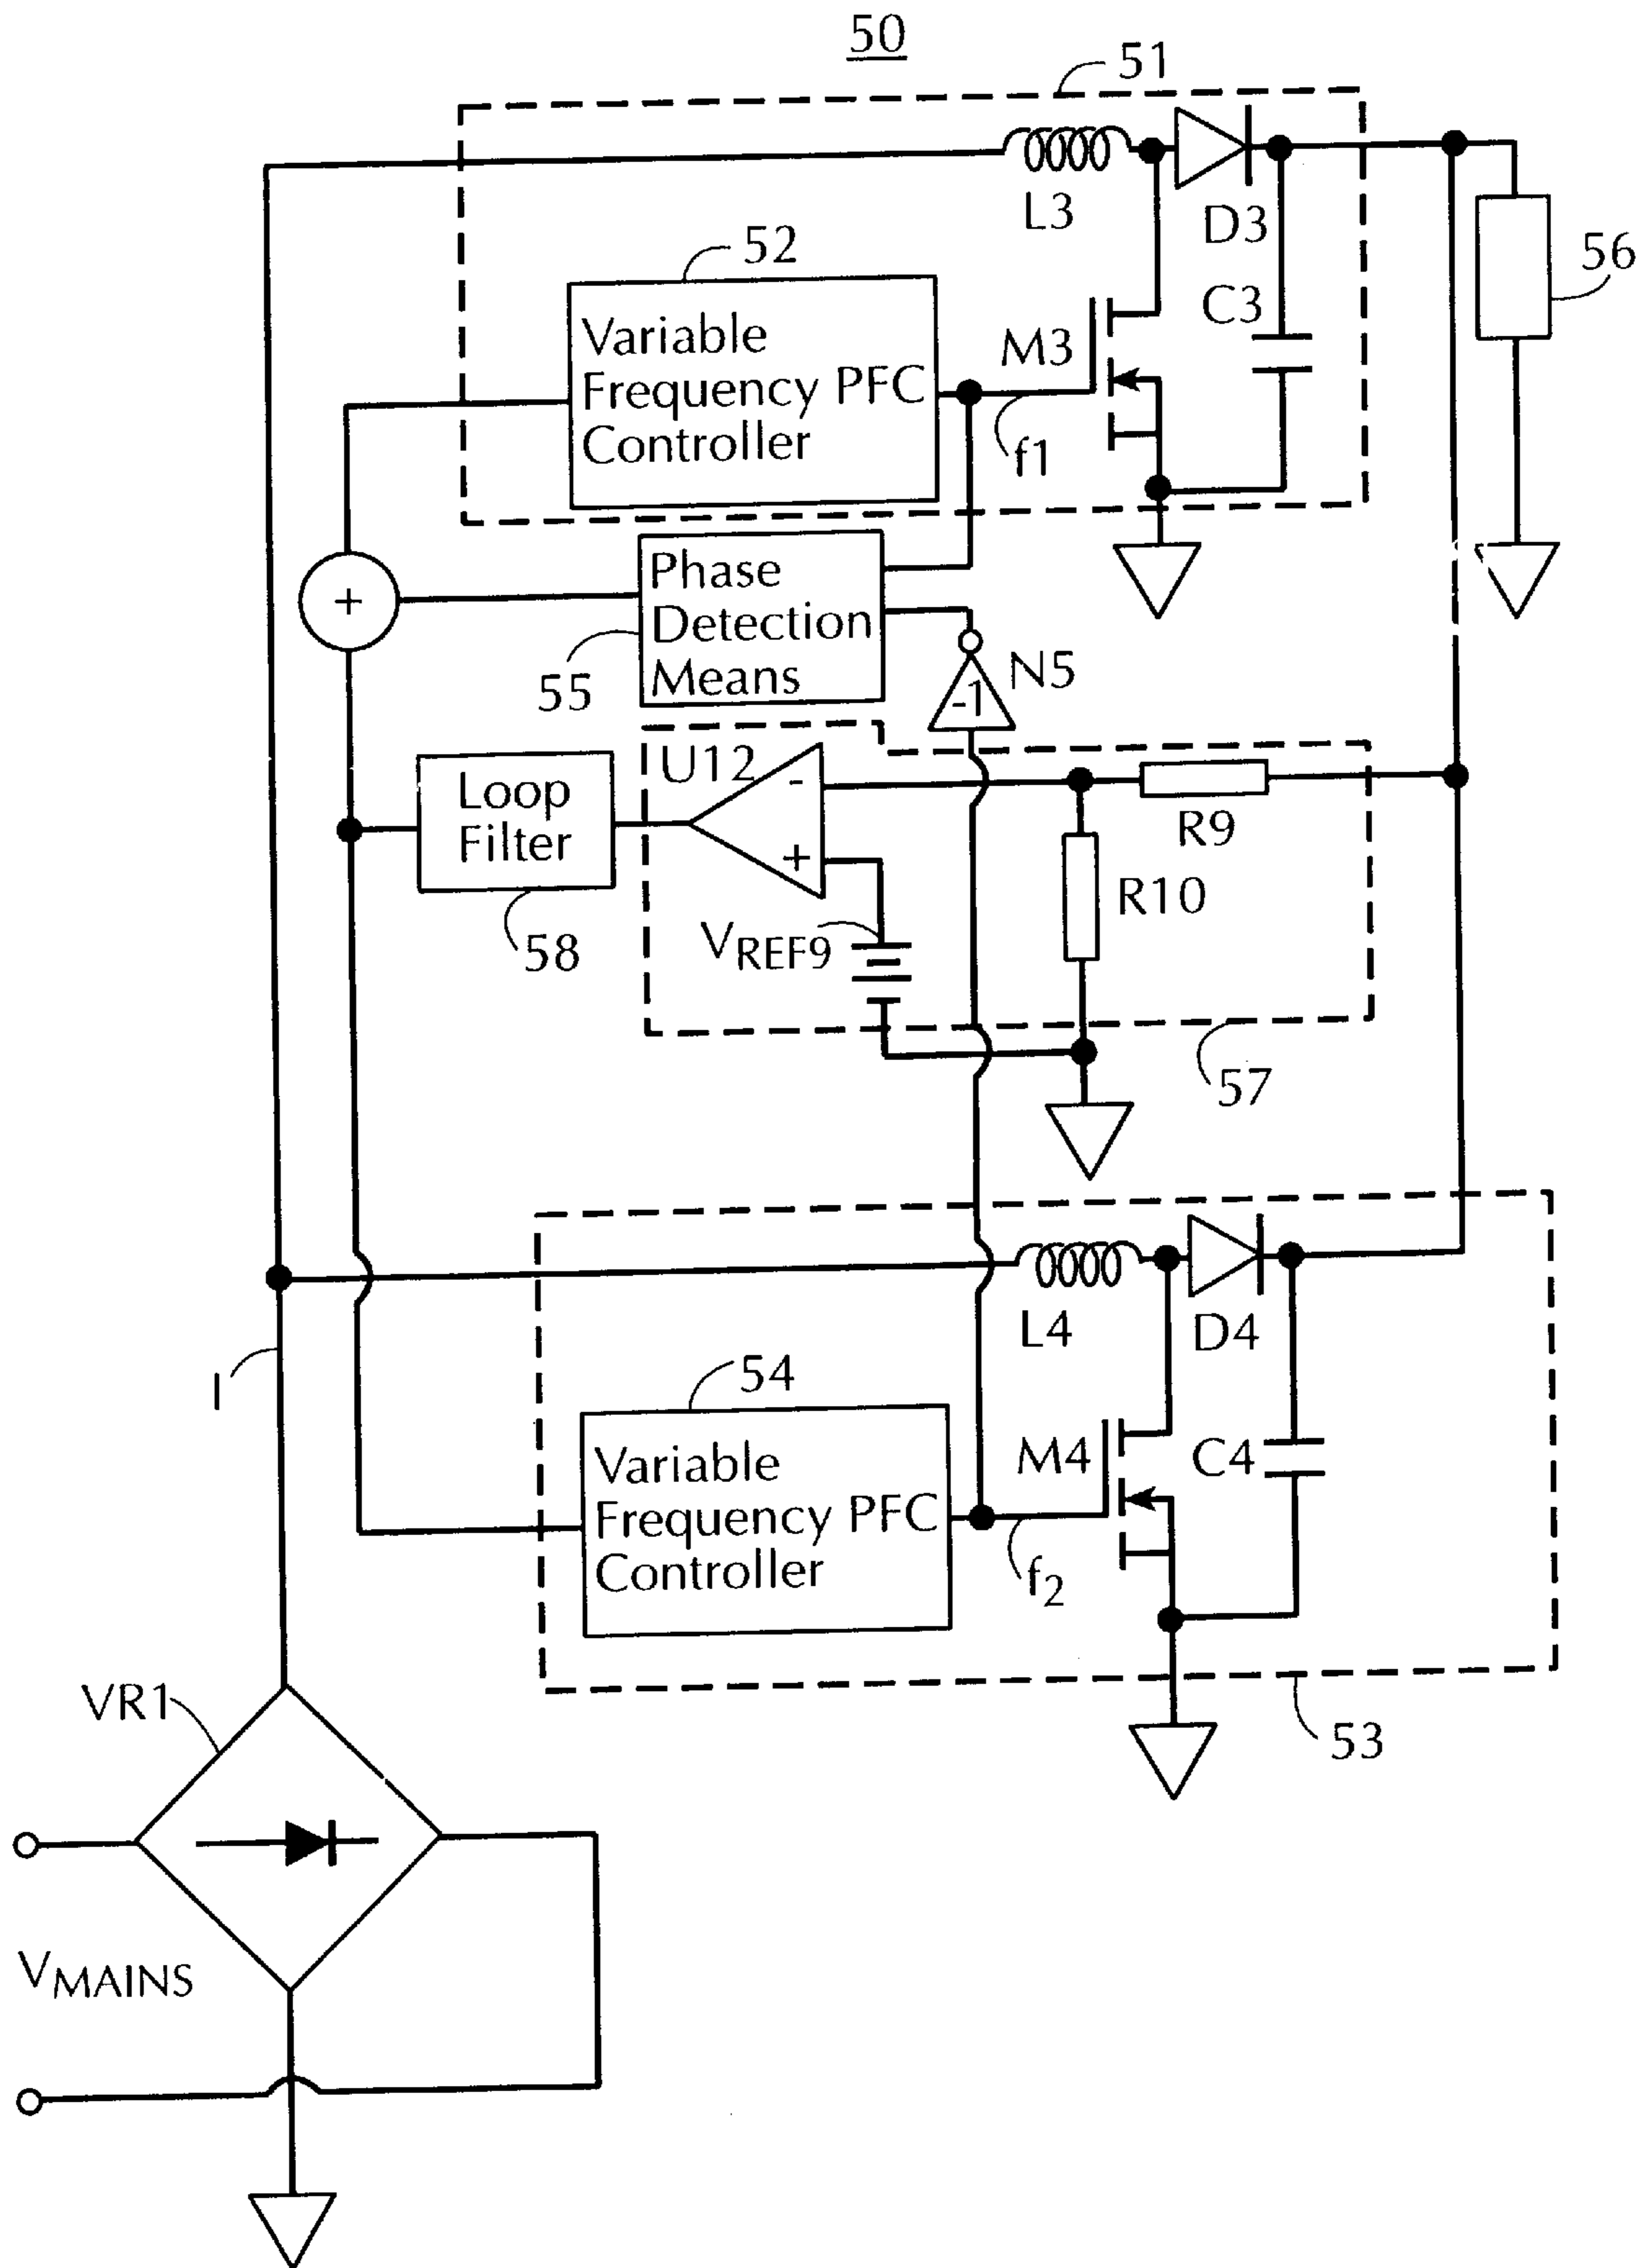 50
51
L3
D3
56
52
C3
Variable
Frequency PFC
Controller
M3
f1
+
Phase
Detection
Means
55
N5
-1
U12
-
+
Loop
Filter
R9
R10
58
VREF9
57
L4
D4
I
54
Variable
Frequency PFC
Controller
M4
C4
f2
VR1
53
VMAINS